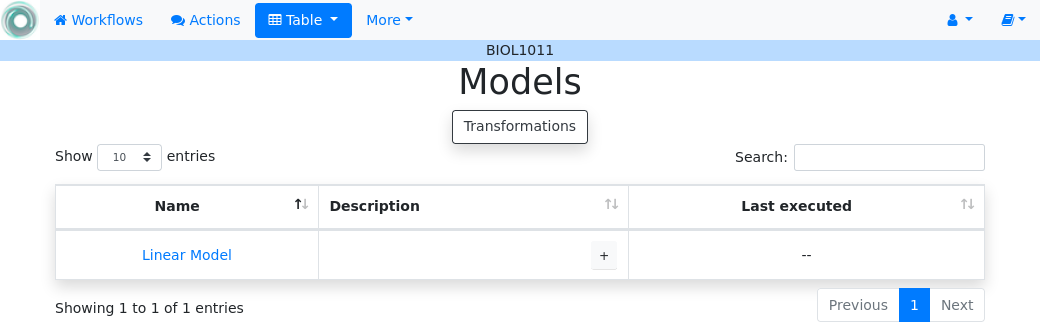 Workflows Actions Table More
BIOL1011
Models
Transformations
Show 10 entries Search:
Name Description Last executed
Linear Model + --
Showing 1 to 1 of 1 entries Previous 1 Next